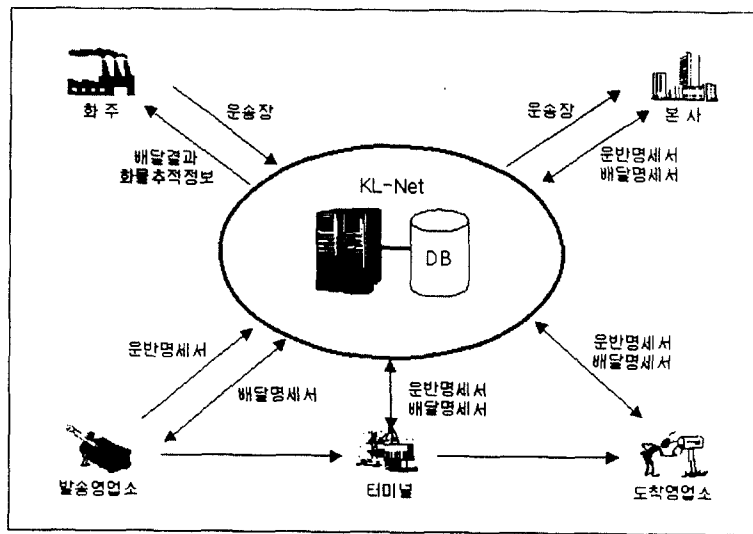 화 주
운송장
배달결과
화물추적정보
운송장
본 사
운반명세서
배달명세서
KL-Net
DB
운반명세서
배달명세서
운반명세서
배달명세서
운반명세서
배달명세서
발송영업소
터미널
도착영업소